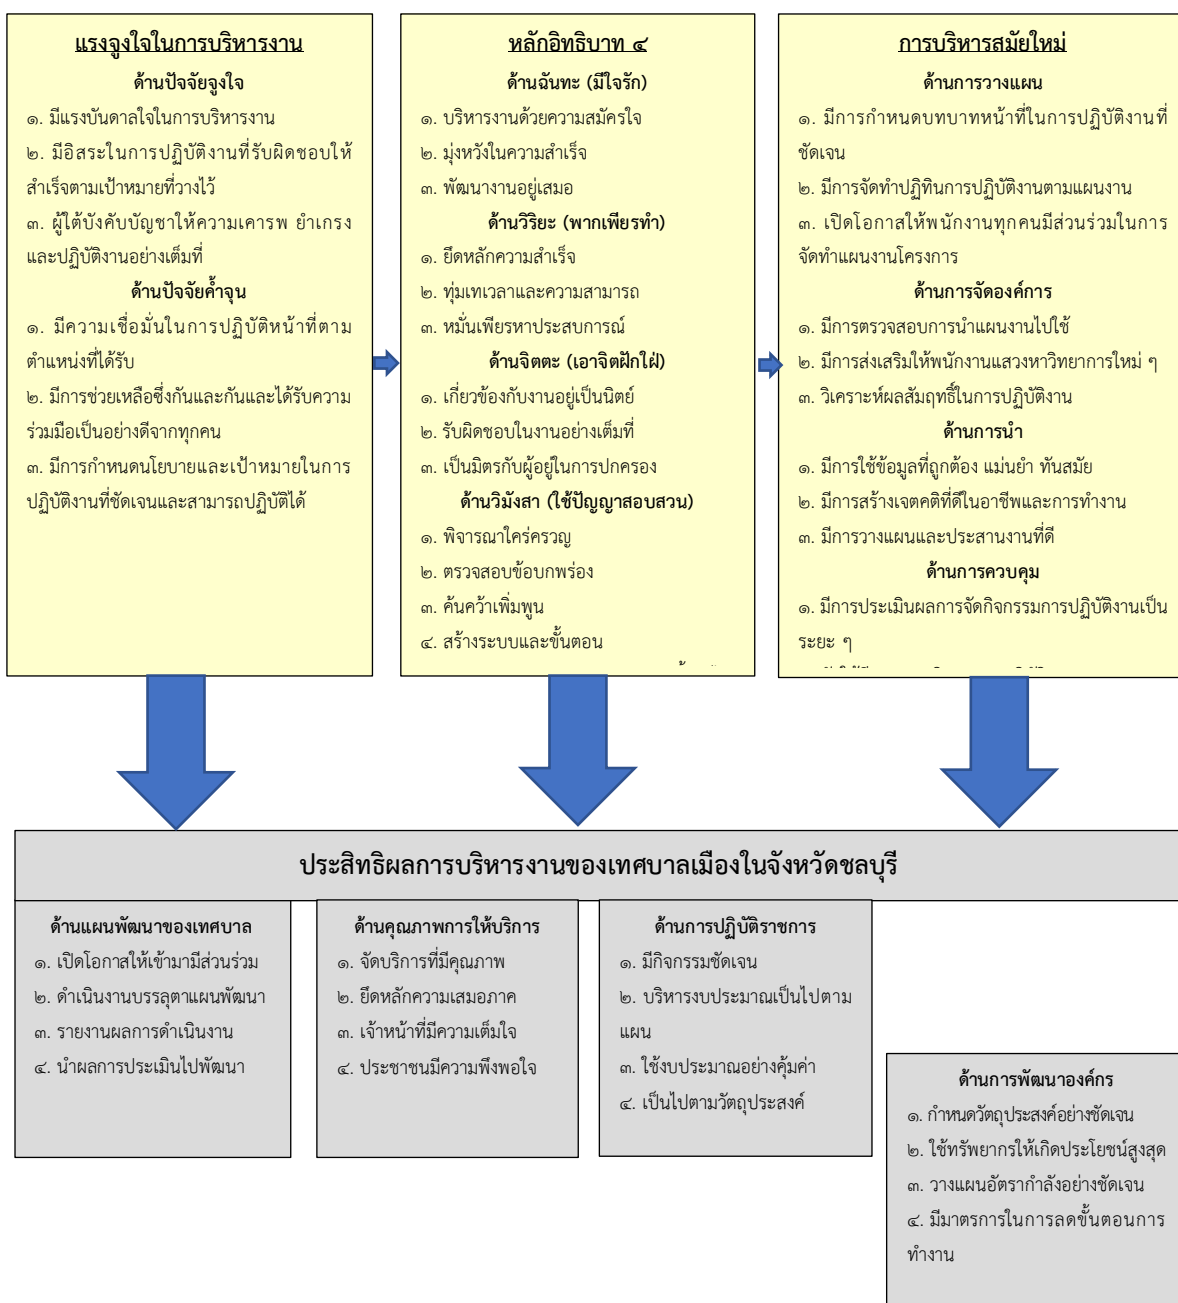 แรงจูงใจในการบริหารงาน
ด้านปัจจัยจูงใจ
๑. มีแรงบันดาลใจในการบริหารงาน
๒. มีอิสระในการปฏิบัติงานที่รับผิดชอบให้
สำเร็จตามเป้าหมายที่วางไว้
๓. ผู้ใต้บังคับบัญชาให้ความเคารพ ยำเกรง
และปฏิบัติงานอย่างเต็มที่
ด้านปัจจัยค้ำจุน
๑. มีความเชื่อมั่นในการปฏิบัติหน้าที่ตาม
ตำแหน่งที่ได้รับ
๒. มีการช่วยเหลือซึ่งกันและกันและได้รับความ
ร่วมมือเป็นอย่างดีจากทุกคน
๓. มีการกำหนดนโยบายและเป้าหมายในการ
ปฏิบัติงานที่ชัดเจนและสามารถปฏิบัติได้
หลักอิทธิบาท ๔
ด้านฉันทะ (มีใจรัก)
๑. บริหารงานด้วยความสมัครใจ
๒. มุ่งหวังในความสำเร็จ
๓. พัฒนางานอยู่เสมอ
ด้านวิริยะ (พากเพียรทำ)
๑. ยึดหลักความสำเร็จ
๒. ทุ่มเทเวลาและความสามารถ
๓. หมั่นเพียรหาประสบการณ์
ด้านจิตตะ (เอาจิตฝักใฝ่)
๑. เกี่ยวข้องกับงานอยู่เป็นนิตย์
๒. รับผิดชอบในงานอย่างเต็มที่
๓. เป็นมิตรกับผู้อยู่ในการปกครอง
ด้านวิมังสา (ใช้ปัญญาสอบสวน)
๑. พิจารณาใคร่ครวญ
๒. ตรวจสอบข้อบกพร่อง
๓. ค้นคว้าเพิ่มพูน
๔. สร้างระบบและขั้นตอน
การบริหารสมัยใหม่
ด้านการวางแผน
๑. มีการกำหนดบทบาทหน้าที่ในการปฏิบัติงานที่
ชัดเจน
๒. มีการจัดทำปฏิทินการปฏิบัติงานตามแผนงาน
๓. เปิดโอกาสให้พนักงานทุกคนมีส่วนร่วมในการ
จัดทำแผนงานโครงการ
ด้านการจัดองค์การ
๑. มีการตรวจสอบการนำแผนงานไปใช้
๒. มีการส่งเสริมให้พนักงานแสวงหาวิทยาการใหม่ ๆ
๓. วิเคราะห์ผลสัมฤทธิ์ในการปฏิบัติงาน
ด้านการนำ
๑. มีการใช้ข้อมูลที่ถูกต้อง แม่นยำ ทันสมัย
๒. มีการสร้างเจตคติที่ดีในอาชีพและการทำงาน
๓. มีการวางแผนและประสานงานที่ดี
ด้านการควบคุม
๑. มีการประเมินผลการจัดกิจกรรมการปฏิบัติงานเป็น
ระยะ ๆ
ประสิทธิผลการบริหารงานของเทศบาลเมืองในจังหวัดชลบุรี
ด้านแผนพัฒนาของเทศบาล
๑. เปิดโอกาสให้เข้ามามีส่วนร่วม
๒. ดำเนินงานบรรลุตาแผนพัฒนา
๓. รายงานผลการดำเนินงาน
๔. นำผลการประเมินไปพัฒนา
ด้านคุณภาพการให้บริการ
๑. จัดบริการที่มีคุณภาพ
๒. ยึดหลักความเสมอภาค
๓. เจ้าหน้าที่มีความเต็มใจ
๔. ประชาชนมีความพึงพอใจ
ด้านการปฏิบัติราชการ
๑. มีกิจกรรมชัดเจน
๒. บริหารงบประมาณเป็นไปตาม
แผน
๓. ใช้งบประมาณอย่างคุ้มค่า
๔. เป็นไปตามวัตถุประสงค์
ด้านการพัฒนาองค์กร
๑. กำหนดวัตถุประสงค์อย่างชัดเจน
๒. ใช้ทรัพยากรให้เกิดประโยชน์สูงสุด
๓. วางแผนอัตรากำลังอย่างชัดเจน
๔. มีมาตรการในการลดขั้นตอนการ
ทำงาน